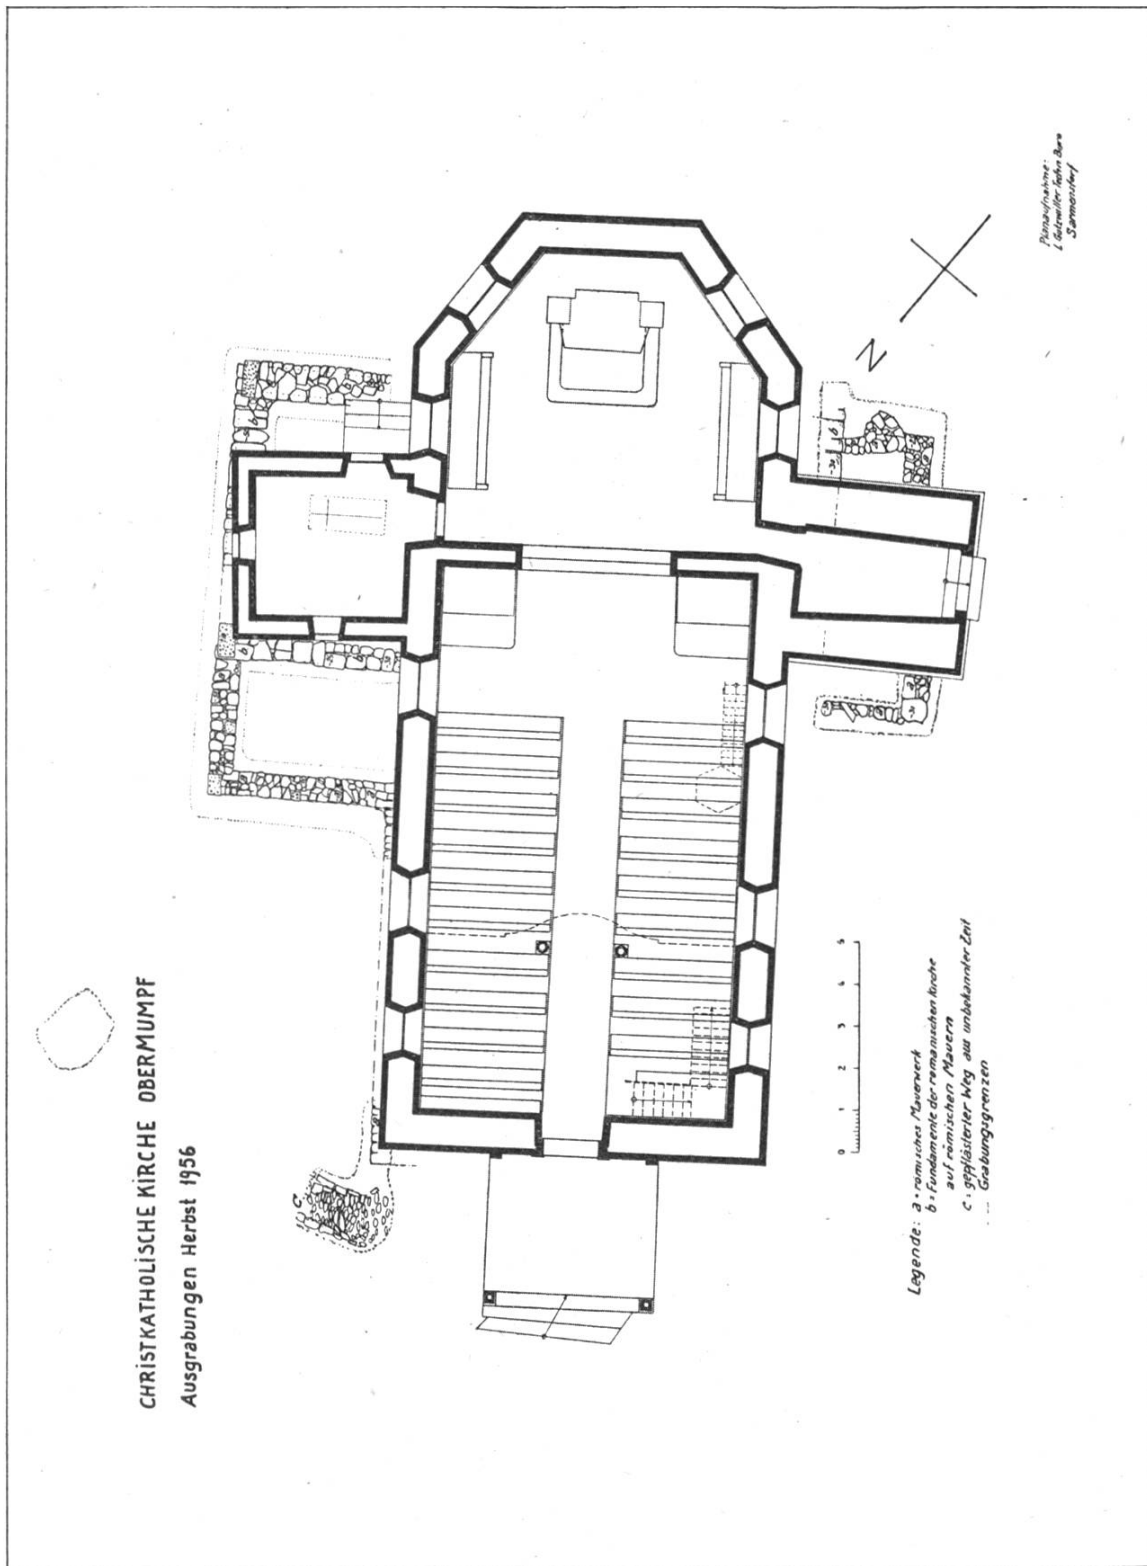 CHRISTKATHOLISCHE KIRCHE OBERMUMPF
Ausgrabungen Herbst 1956
Planaufnahme:
Sarmenstorf
N
c
b
b
b
0 1 2 3 4 5
Legende: a = römisches Mauerwerk
b = Fundamente der romanischen Kirche
auf römischen Mauern
c = gepflästerter Weg aus unbekannter Zeit
Grabungsgrenzen